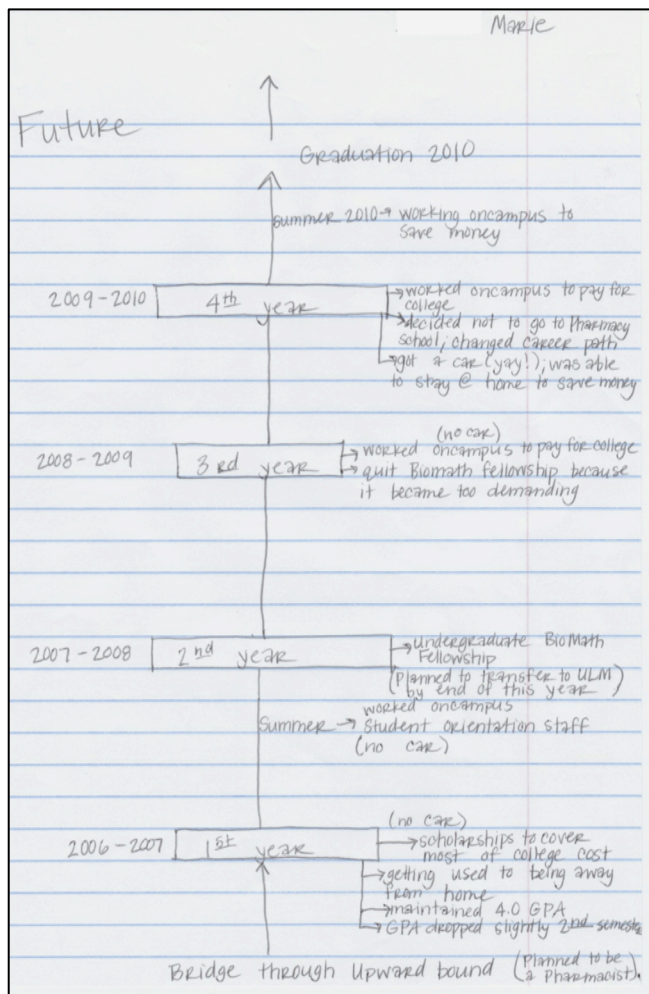 Marie
Future
Graduation 2010
Summer 2010→ working oncampus to
save money
2009-2010
4th
year
→worked oncampus to pay for
college
→decided not to go to Pharmacy
school; changed career path
→got a car (yay!); was able
to stay @ home to save money
2008-2009
3rd year
(no car)
→ worked oncampus to pay for college
→ quit Biomath fellowship because
it became too demanding
2007-2008
2nd year
→undergraduate BioMath
Fellowship
(Planned to transfer to ULM)
by end of this year
Summer →
worked oncampus
Student orientation staff
(no car)
2006-2007
1st
year
(no car)
→scholarships to cover
most of college cost
→getting used to being away
from home
→maintained 4.0 GPA
→GPA dropped slightly 2nd semeste
Bridge through Upward bound
(Planned to be
a Pharmacist).